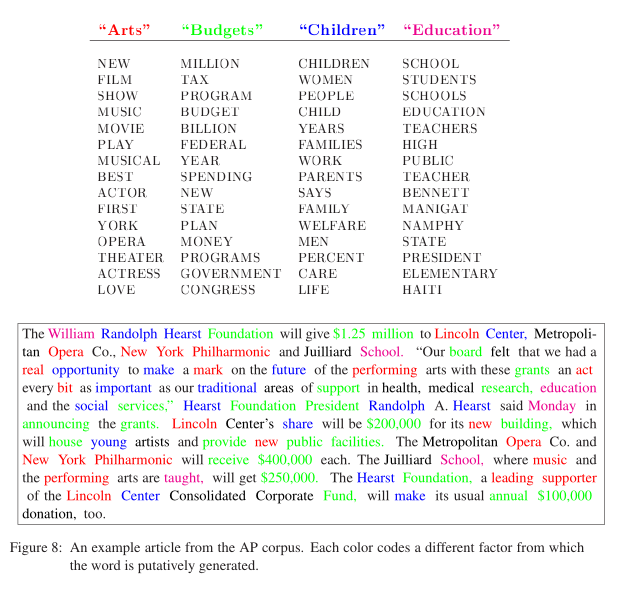 “Arts” “Budgets” “Children” “Education”
NEW MILLION CHILDREN SCHOOL
FILM TAX WOMEN STUDENTS
SHOW PROGRAM PEOPLE SCHOOLS
MUSIC BUDGET CHILD EDUCATION
MOVIE BILLION YEARS TEACHERS
PLAY FEDERAL FAMILIES HIGH
MUSICAL YEAR WORK PUBLIC
BEST SPENDING PARENTS TEACHER
ACTOR NEW SAYS BENNETT
FIRST STATE FAMILY MANIGAT
YORK PLAN WELFARE NAMPHY
OPERA MONEY MEN STATE
THEATER PROGRAMS PERCENT PRESIDENT
ACTRESS GOVERNMENT CARE ELEMENTARY
LOVE CONGRESS LIFE HAITI
The William Randolph Hearst Foundation will give $1.25 million to Lincoln Center, Metropoli-
tan Opera Co., New York Philharmonic and Juilliard School. “Our board felt that we had a
real opportunity to make a mark on the future of the performing arts with these grants an act
every bit as important as our traditional areas of support in health, medical research, education
and the social services,” Hearst Foundation President Randolph A. Hearst said Monday in
announcing the grants. Lincoln Center’s share will be $200,000 for its new building, which
will house young artists and provide new public facilities. The Metropolitan Opera Co. and
New York Philharmonic will receive $400,000 each. The Juilliard School, where music and
the performing arts are taught, will get $250,000. The Hearst Foundation, a leading supporter
of the Lincoln Center Consolidated Corporate Fund, will make its usual annual $100,000
donation, too.
Figure 8: An example article from the AP corpus. Each color codes a different factor from which
the word is putatively generated.